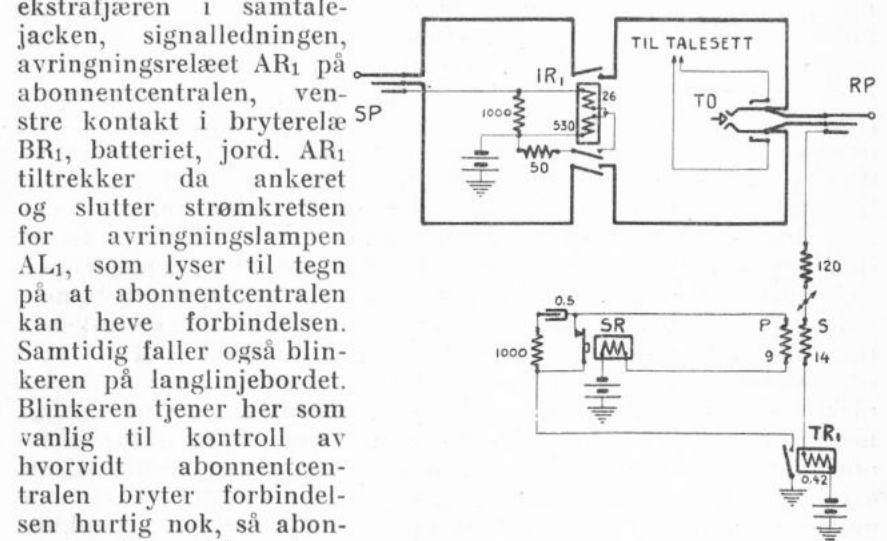 ekstrafjæren i samtale-
jacken, signalledningen,
avringningsrelæet AR1 på
abonnentcentralen, ven-
stre kontakt i bryterelæ
BR1, batteriet, jord. AR1
tiltrekker da ankeret
og slutter strømkretsen
for avringningslampen
AL1, som lyser til tegn
på at abonnentcentralen
kan heve forbindelsen.
Samtidig faller også blin-
keren på langlinjebordet.
Blinkeren tjener her som
vanlig til kontroll av
hvorvidt abonnentcen-
tralen bryter forbindel-
sen hurtig nok, så abon-
TIL TALESETT
IR1
RP
26
TO
SP
1000
530
50
120
0.5
SR
P
S
1000
9
14
TR1
0.42